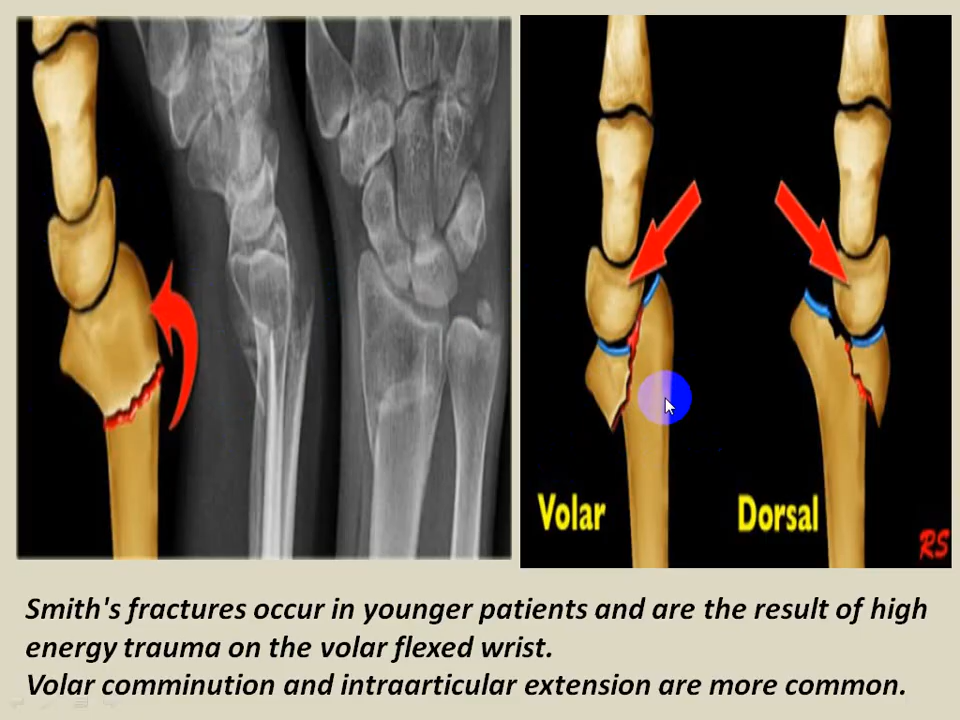 Volar
Dorsal
RS
Smith's fractures occur in younger patients and are the result of high
energy trauma on the volar flexed wrist.
Volar comminution and intraarticular extension are more common.